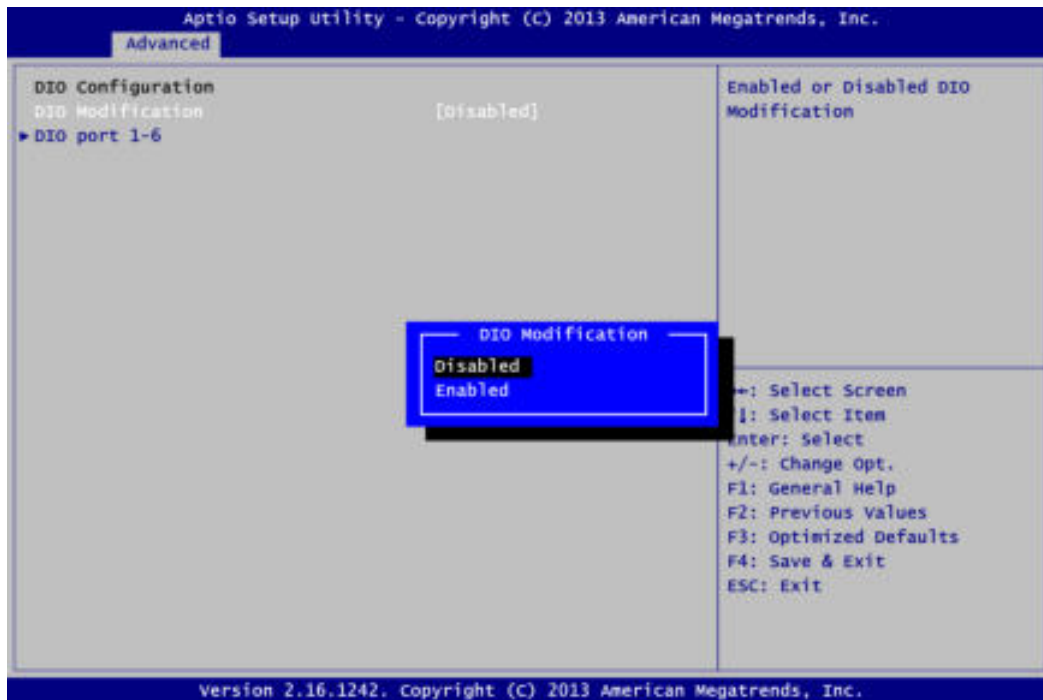 Aptio Setup Utility - Copyright (C) 2013 American Megatrends, Inc.
Advanced
DIO Configuration
DIO Modification [Disabled]
► DIO port 1-6
Enabled or Disabled DIO
Modification
DIO Modification
Disabled
Enabled
: Select Screen
↓: Select Item
Enter: Select
+/-: Change Opt.
F1: General Help
F2: Previous Values
F3: Optimized Defaults
F4: Save & Exit
ESC: Exit
Version 2.16.1242. Copyright (C) 2013 American Megatrends, Inc.